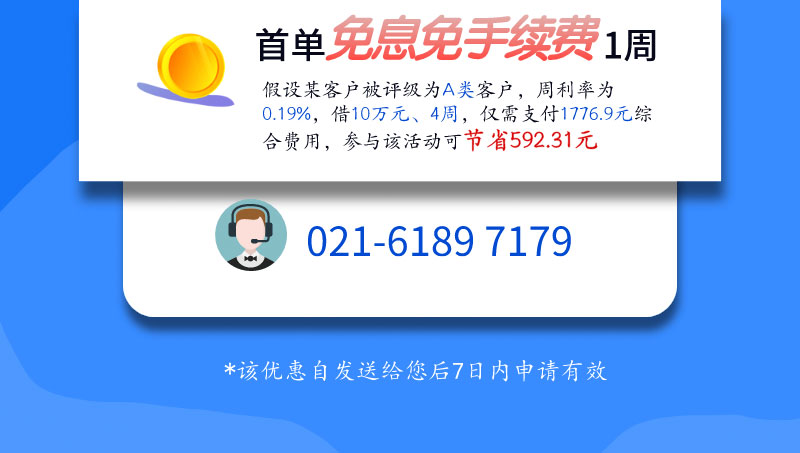 首单免息免手续费1周
假设某客户被评级为A类客户，周利率为
0.19%，借10万元、4周，仅需支付1776.9元综
合费用，参与该活动可节省592.31元
021-6189 7179
*该优惠自发送给您后7日内申请有效